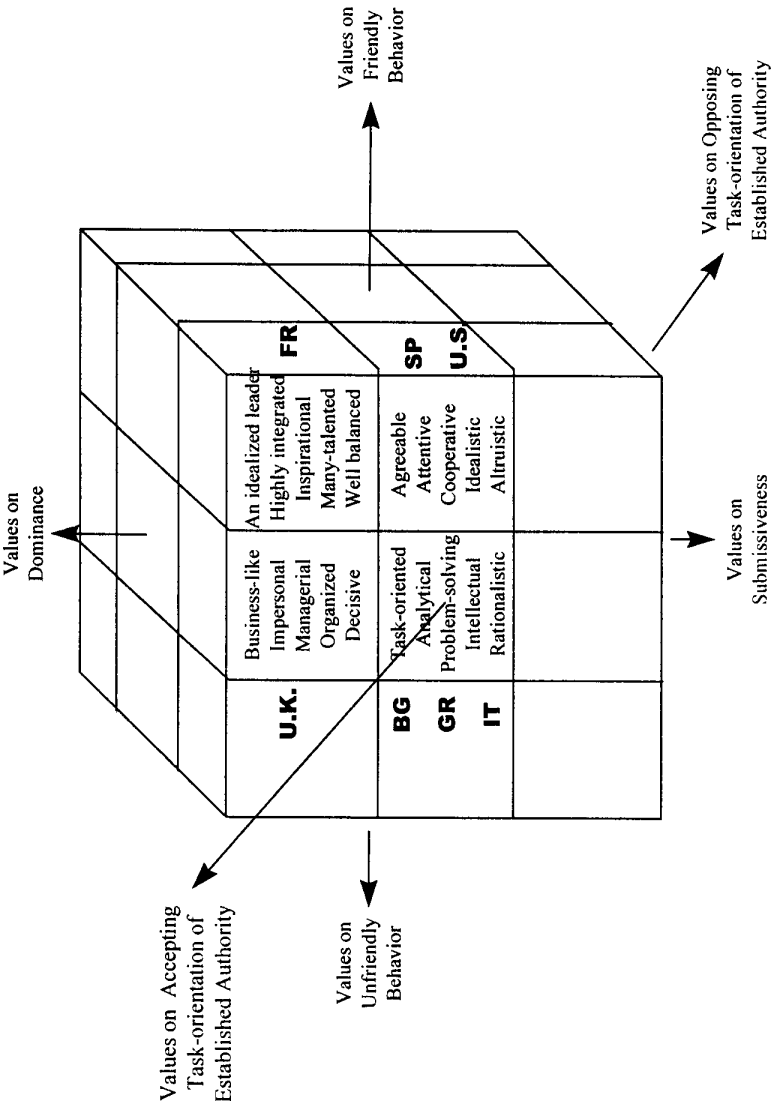 Values on
Dominance
Values on Accepting
Task-orientation of
Established Authority
Values on
Unfriendly
Behavior
U.K.
Business-like
Impersonal
Managerial
Organized
Decisive
An idealized leader
Highly integrated
Inspirational
Many-talented
Well balanced
FR
BG
GR
IT
Task-oriented
Analytical
Problem-solving
Intellectual
Rationalistic
Agreeable
Attentive
Cooperative
Idealistic
Altruistic
SP
U.S.
Values on
Friendly
Behavior
Values on
Submissiveness
Values on Opposing
Task-orientation of
Established Authority